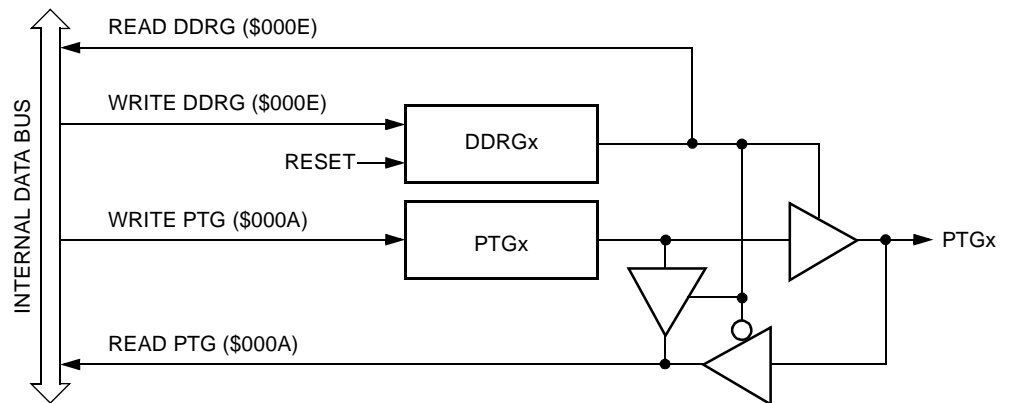 READ DDRG ($000E)
WRITE DDRG ($000E)
DDRGx
RESET
WRITE PTG ($000A)
PTGx
PTGx
READ PTG ($000A)
INTERNAL DATA BUS